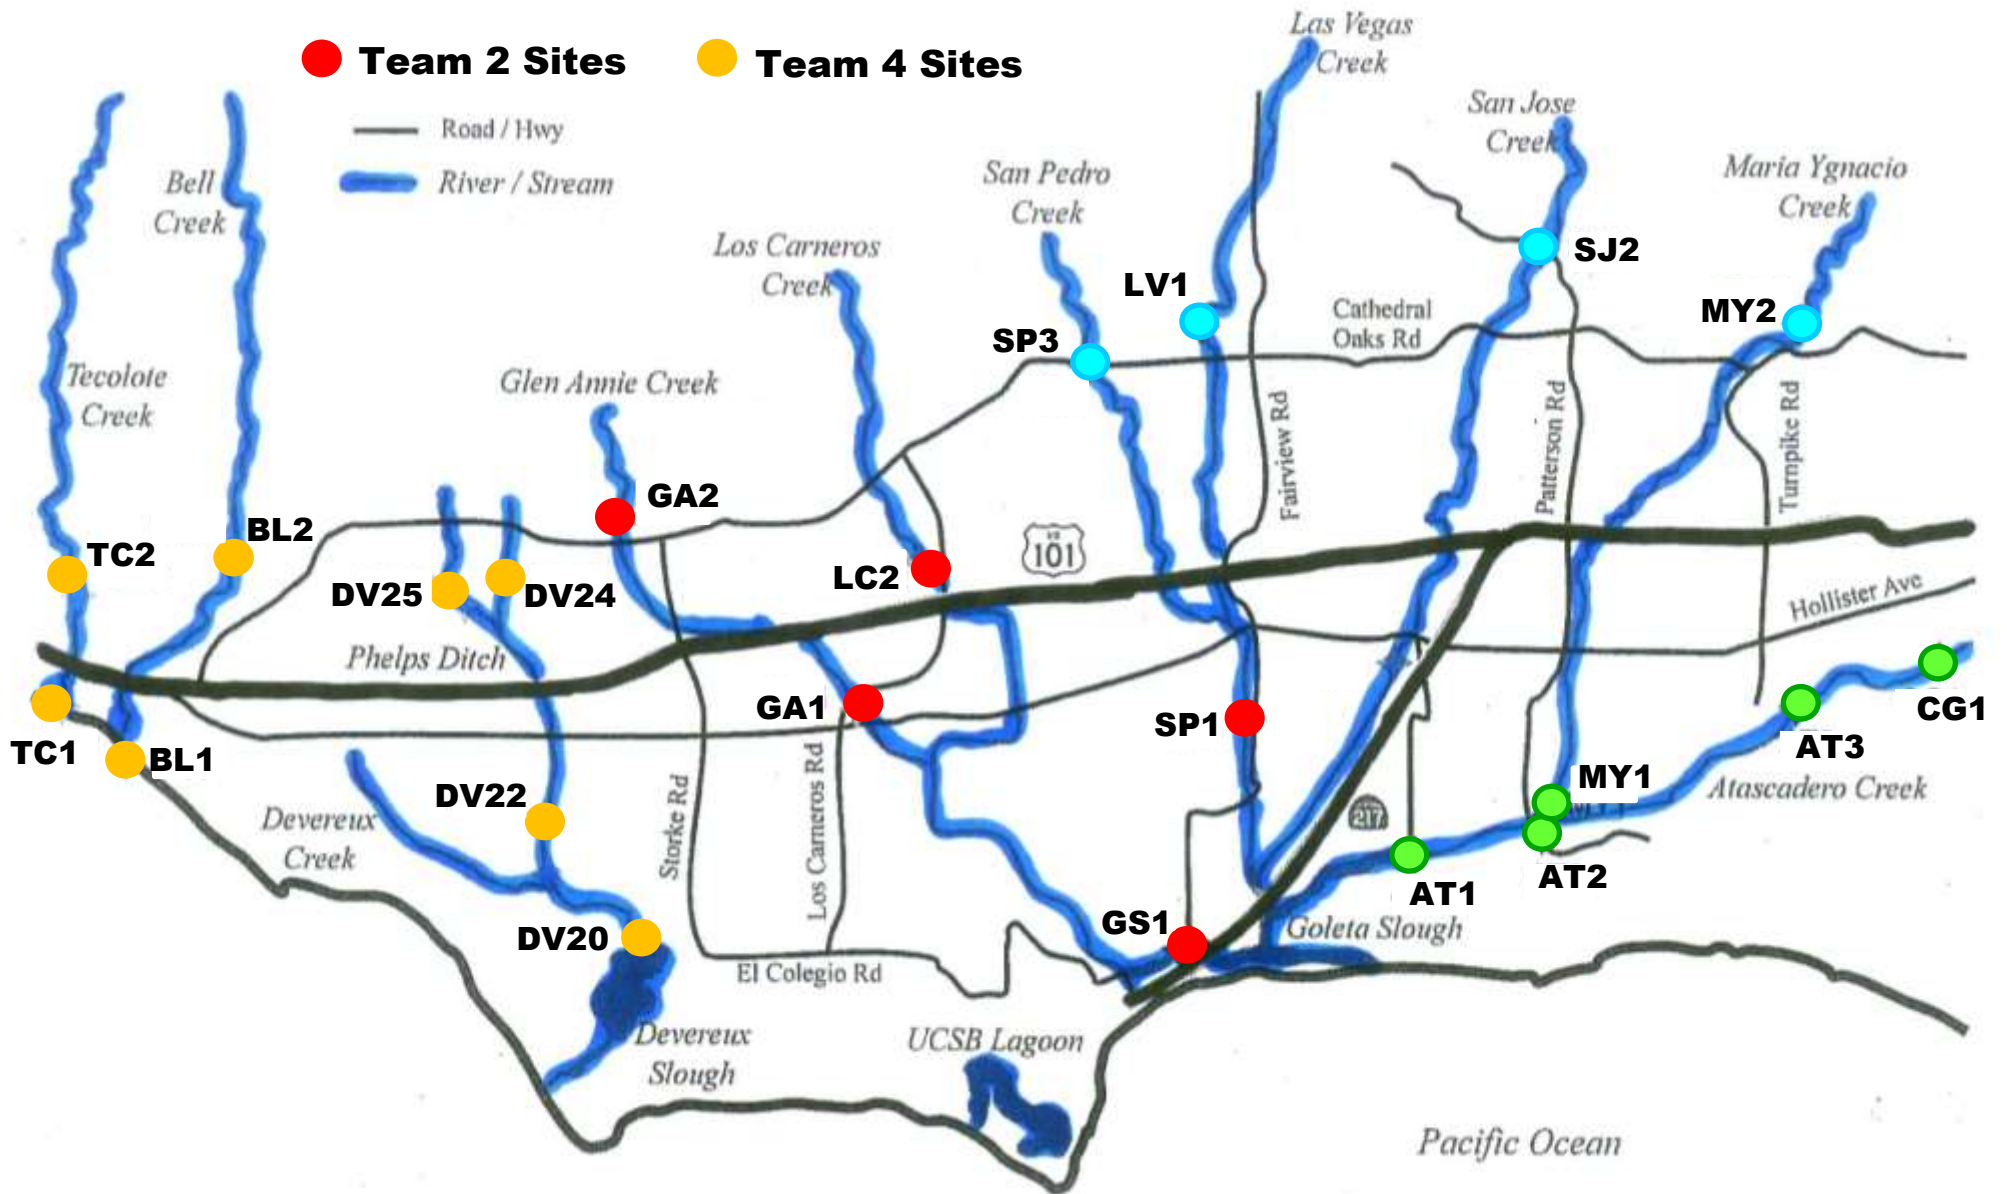 Las Vegas
Creek
Team 2 Sites
Team 4 Sites
San Jose
Creek
Road / Hwy
River / Stream
Bell
Creek
San Pedro
Creek
Maria Ygnacio
Creek
Los Carneros
Creek
SJ2
LV1
MY2
Cathedral
Oaks Rd
SP3
Tecolote
Creek
Glen Annie Creek
Fairview Rd
Patterson Rd
Turnpike Rd
GA2
BL2
TC2
US
101
LC2
DV25
DV24
Hollister Ave
Phelps Ditch
GA1
SP1
CG1
TC1
BL1
AT3
MY1
Atascadero Creek
DV22
Devereux
Creek
Storke Rd
Los Carneros Rd
217
AT2
AT1
GS1
Goleta Slough
DV20
El Colegio Rd
Devereux
Slough
UCSB Lagoon
Pacific Ocean